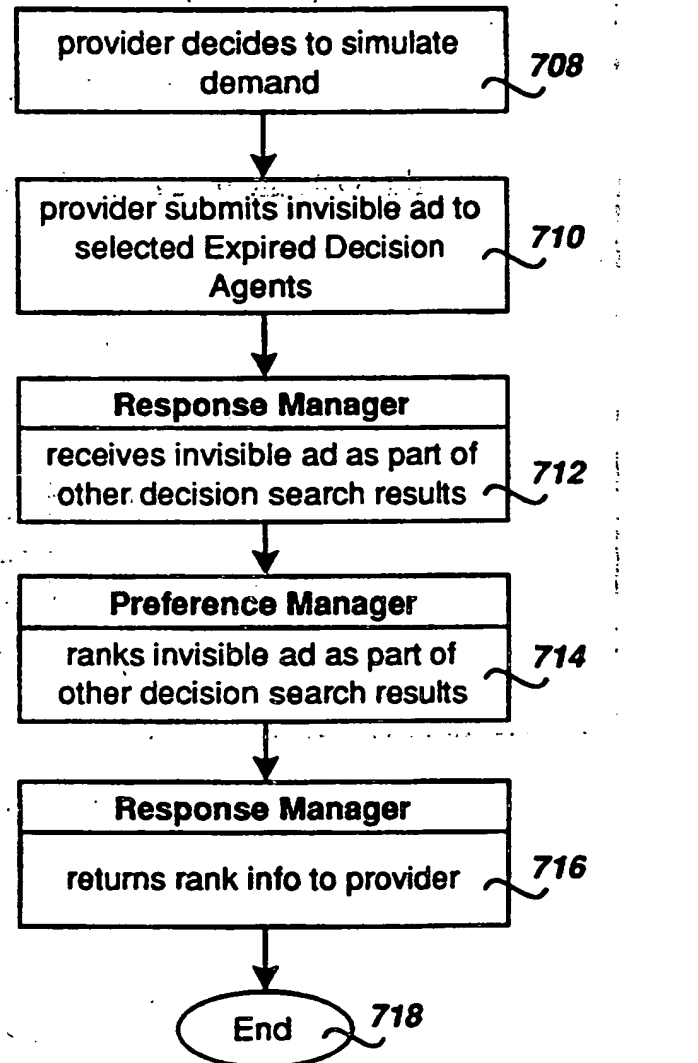 provider decides to simulate
demand
708
provider submits invisible ad to
selected Expired Decision
Agents
710
Response Manager
receives invisible ad as part of
other decision search results
712
Preference Manager
ranks invisible ad as part of
other decision search results
714
Response Manager
returns rank info to provider
716
End
718